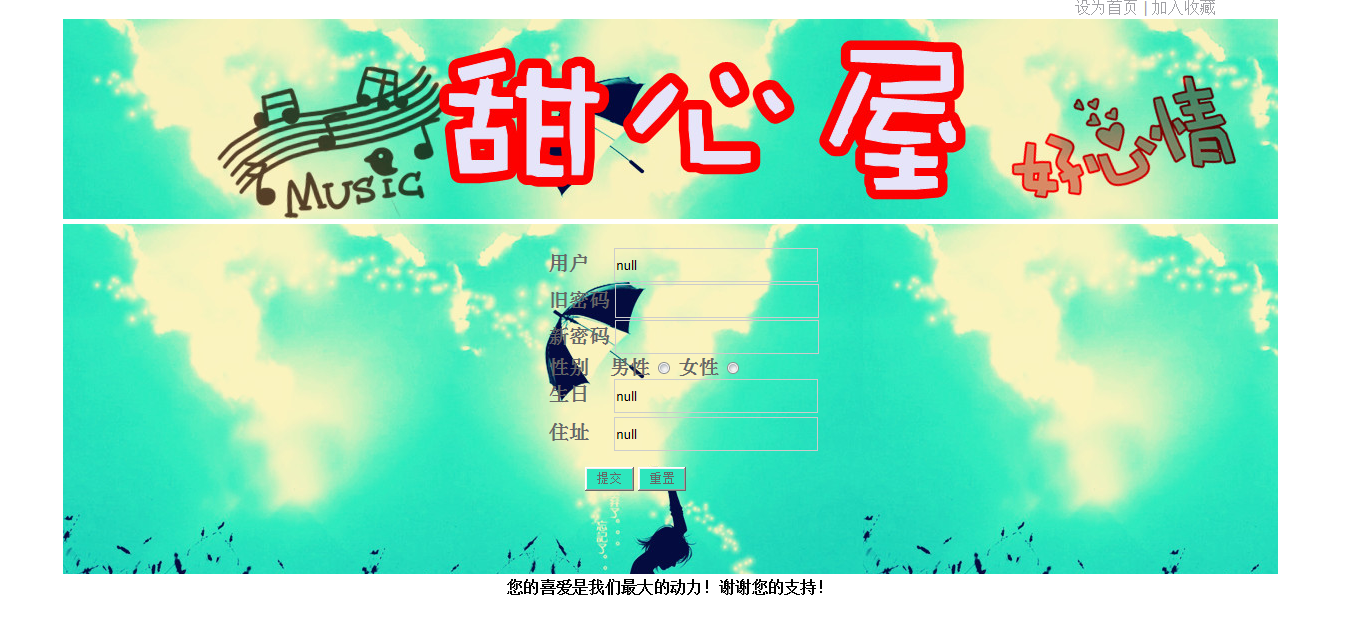 设为首页 | 加入收藏
MUSIC 甜心屋 好心情
用户 null
旧密码
新密码
性别 男性 女性
生日 null
住址 null
提交 重置
您的喜爱是我们最大的动力！谢谢您的支持！